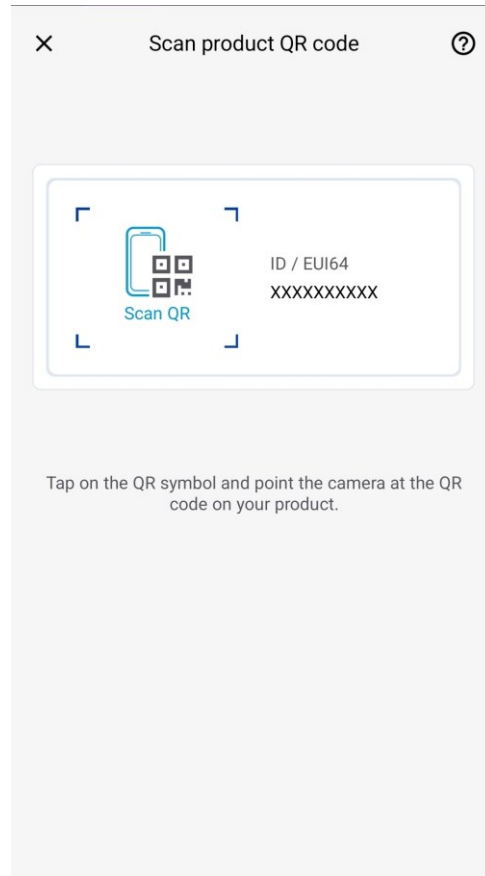 Scan product QR code
Scan QR
ID / EUI64
XXXXXXXXXX
Tap on the QR symbol and point the camera at the QR
code on your product.